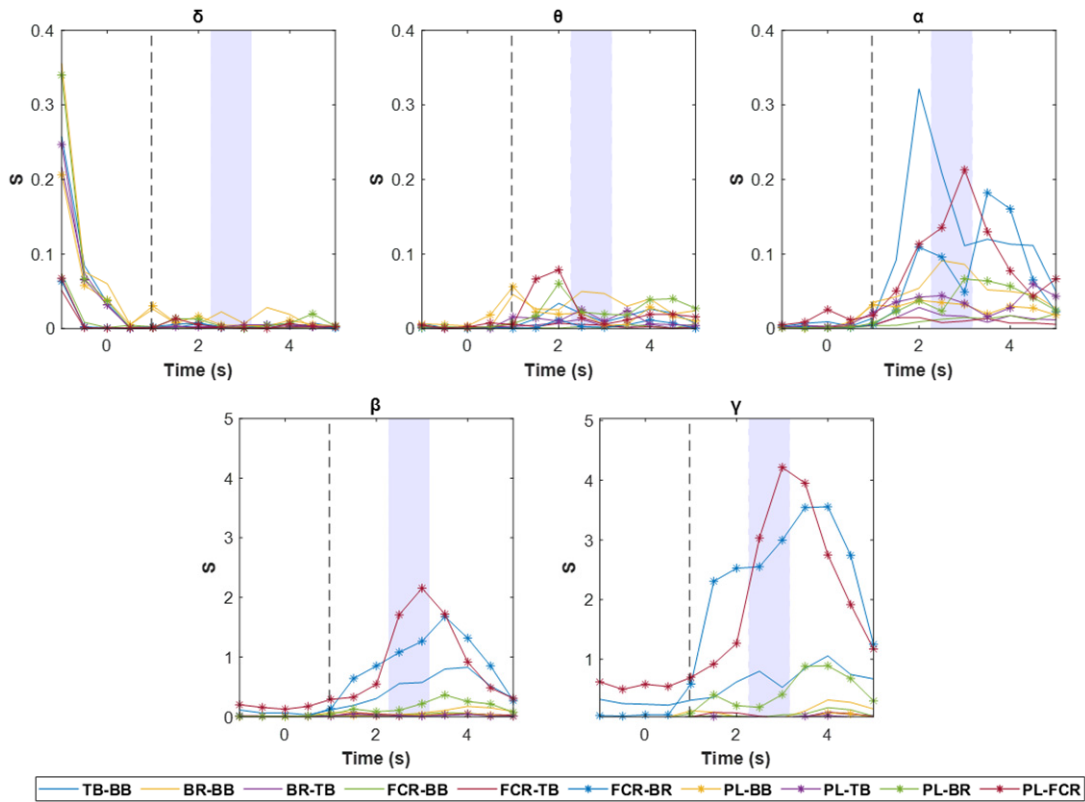 δ
θ
α
0.4
0.3
0.2
0.1
0
S
0 2 4
Time (s)
0.4
0.3
0.2
0.1
0
S
0 2 4
Time (s)
0.4
0.3
0.2
0.1
0
S
0 2 4
Time (s)
β
γ
5
4
3
2
1
0
S
0 2 4
Time (s)
5
4
3
2
1
0
S
0 2 4
Time (s)
TB-BB BR-BB BR-TB FCR-BB FCR-TB FCR-BR PL-BB PL-TB PL-BR PL-FCR